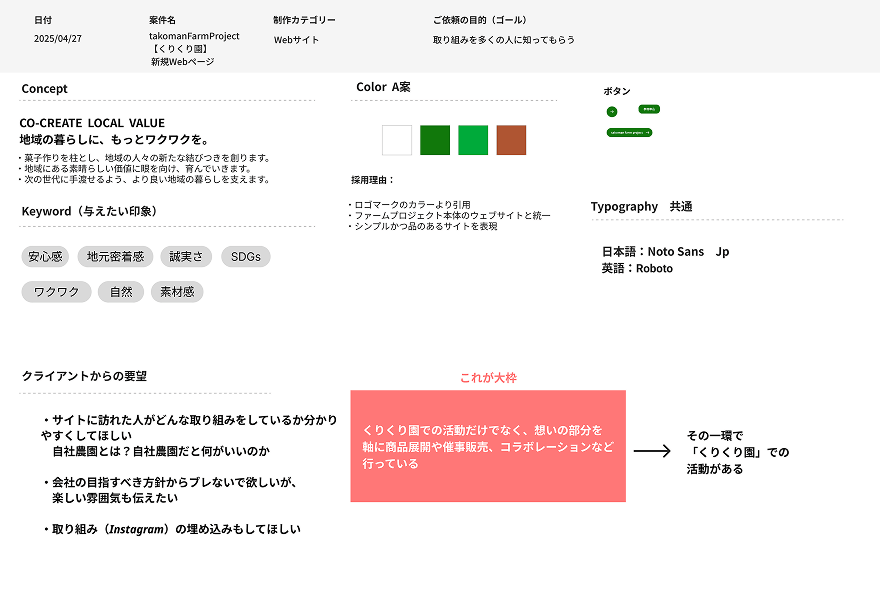 日付
2025/04/27
案件名
takomanFarmProject
【くりくり園】
新規Webページ
制作カテゴリー
Webサイト
ご依頼の目的（ゴール）
取り組みを多くの人に知ってもらう
Concept
CO-CREATE LOCAL VALUE
地域の暮らしに、もっとワクワクを。
・菓子作りを柱とし、地域の人々の新たな結びつきを創ります。
・地域にある素晴らしい価値に眼を向け、育んでいきます。
・次の世代に手渡せるよう、より良い地域の暮らしを支えます。
Keyword（与えたい印象）
安心感
地元密着感
誠実さ
SDGs
ワクワク
自然
素材感
Color A案
採用理由：
・ロゴマークのカラーより引用
・ファームプロジェクト本体のウェブサイトと統一
・シンプルかつ品のあるサイトを表現
ボタン
takoman farm project
Typography　共通
日本語：Noto Sans　Jp
英語：Roboto
クライアントからの要望
・サイトに訪れた人がどんな取り組みをしているか分かり
やすくしてほしい
自社農園とは？自社農園だと何がいいのか
・会社の目指すべき方針からブレないで欲しいが、
楽しい雰囲気も伝えたい
・取り組み（Instagram）の埋め込みもしてほしい
これが大枠
くりくり園での活動だけでなく、想いの部分を
軸に商品展開や催事販売、コラボレーションなど
行っている
その一環で
「くりくり園」での
活動がある